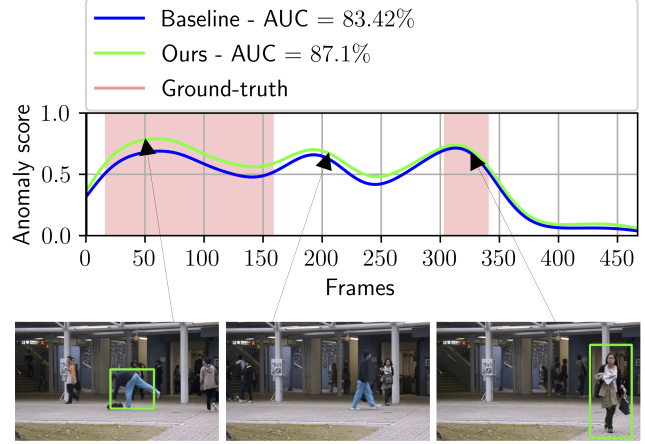 Baseline - AUC = 83.42%
Ours - AUC = 87.1%
Ground-truth
Anomaly score
1.0
0.5
0.0
0 50 100 150 200 250 300 350 400 450
Frames